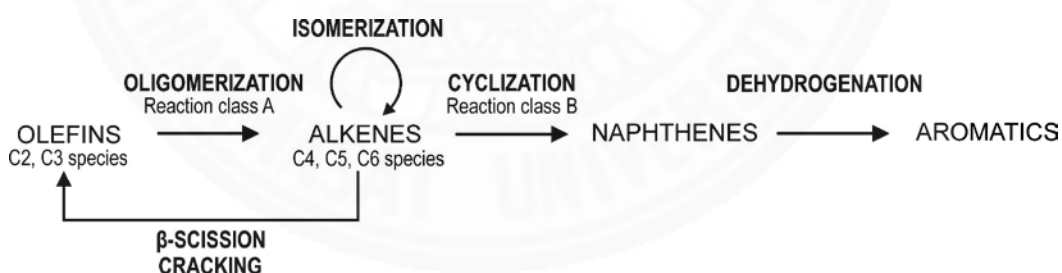 ISOMERIZATION
OLIGOMERIZATION
Reaction class A
CYCLIZATION
Reaction class B
DEHYDROGENATION
OLEFINS
C2, C3 species
ALKENES
C4, C5, C6 species
NAPHTHENES
AROMATICS
β-SCISSION
CRACKING
UNIVERSITY